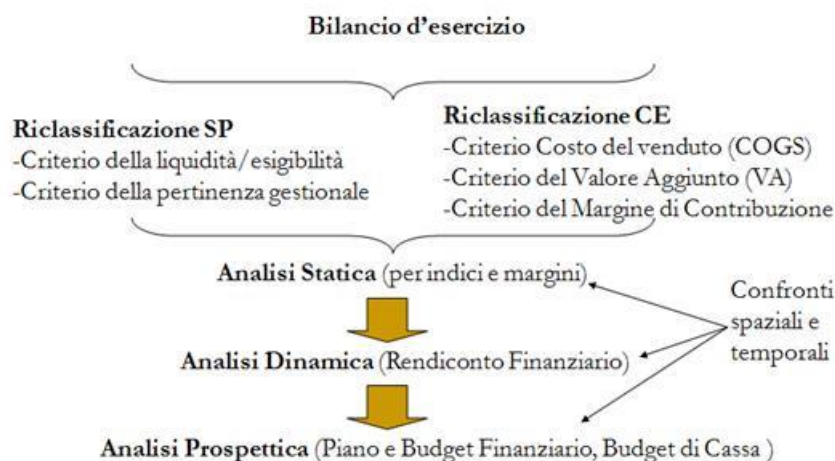 Bilancio d'esercizio
Riclassificazione SP
-Criterio della liquidità/esigibilità
-Criterio della pertinenza gestionale
Riclassificazione CE
-Criterio Costo del venduto (COGS)
-Criterio del Valore Aggiunto (VA)
-Criterio del Margine di Contribuzione
Analisi Statica (per indici e margini)
Confronti
spaziali e
temporali
Analisi Dinamica (Rendiconto Finanziario)
Analisi Prospettica (Piano e Budget Finanziario, Budget di Cassa )